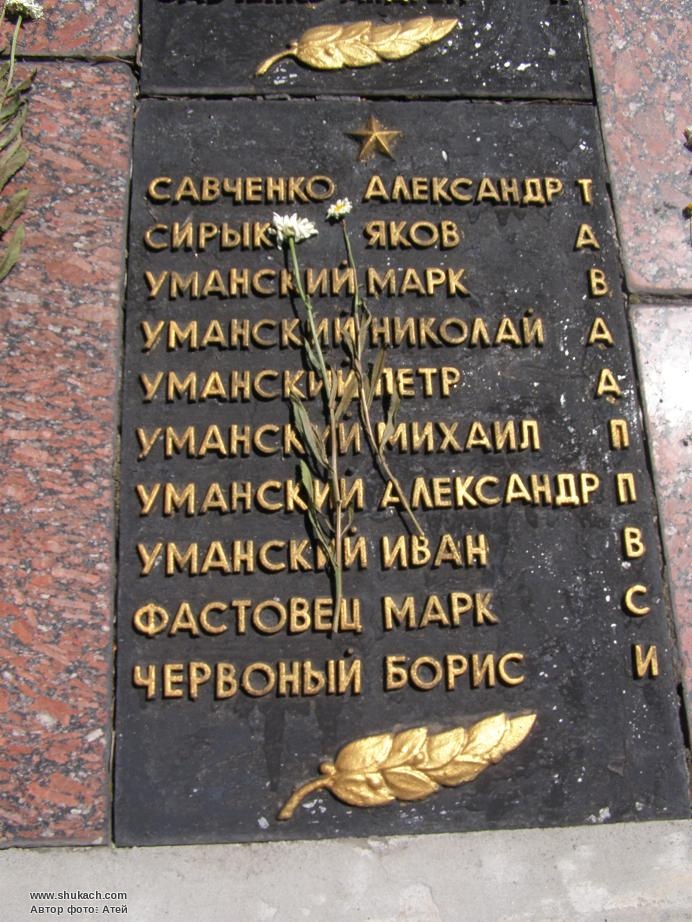 САВЧЕНКО АЛЕКСАНДР Т
СИРЫК ЯКОВ А
УМАНСКИЙ МАРК В
УМАНСКИЙ НИКОЛАЙ А
УМАНСКИЙ ПЕТР А
УМАНСКИЙ МИХАИЛ П
УМАНСКИЙ АЛЕКСАНДР П
УМАНСКИЙ ИВАН В
ФАСТОВЕЦ МАРК С
ЧЕРВОНЫЙ БОРИС И
www.shukach.com
Автор фото: Атей